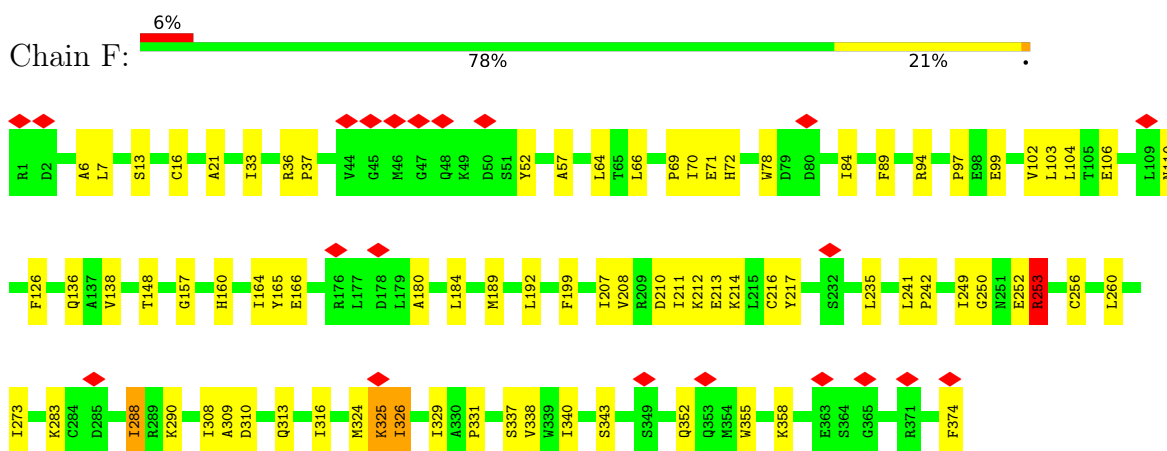 6%
Chain F:
78% 21% •
R1 D2 A6 L7 S13 C16 A21 I33 R36 P37 V44 G45 M46 G47 Q48 K49 D50 S51 Y52 A57 L64 T65 L66 P69 I70 E71 H72 W78 D79 D80 I84 F89 R94 P97 E98 E99 V102 L103 L104 T105 E106 L109 N110
F126 Q136 A137 V138 T148 G157 H160 I164 Y165 E166 R176 L177 D178 L179 A180 L184 M189 L192 F199 I207 V208 R209 D210 I211 K212 E213 K214 L215 C216 Y217 S232 L235 L241 P242 I249 G250 N251 E252 R253 C256 L260
I273 K283 C284 D285 I288 R289 K290 I308 A309 D310 Q313 I316 M324 K325 I326 I329 A330 P331 S337 V338 W339 I340 S343 S349 Q352 Q353 M354 W355 K358 E363 S364 G365 R371 F374